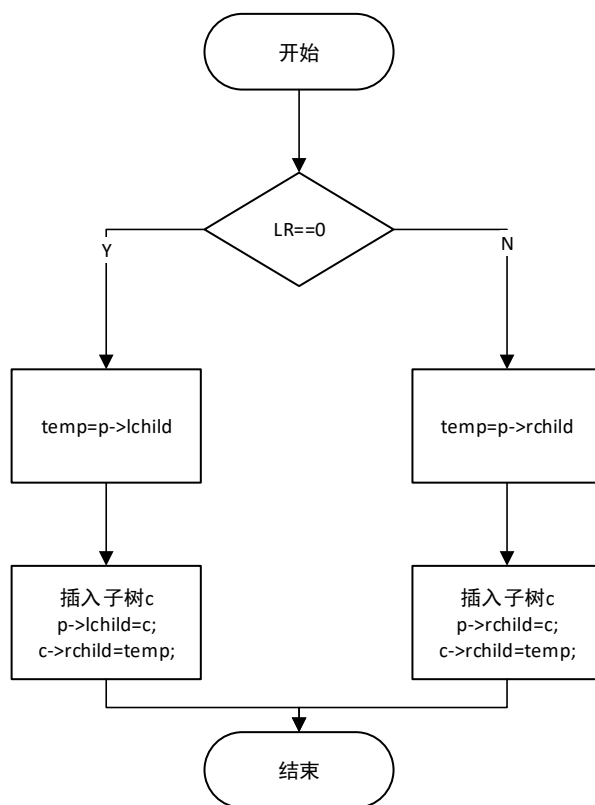 开始
LR==0
Y
N
temp=p->lchild
temp=p->rchild
插入子树c
p->lchild=c;
c->rchild=temp;
插入子树c
p->rchild=c;
c->rchild=temp;
结束